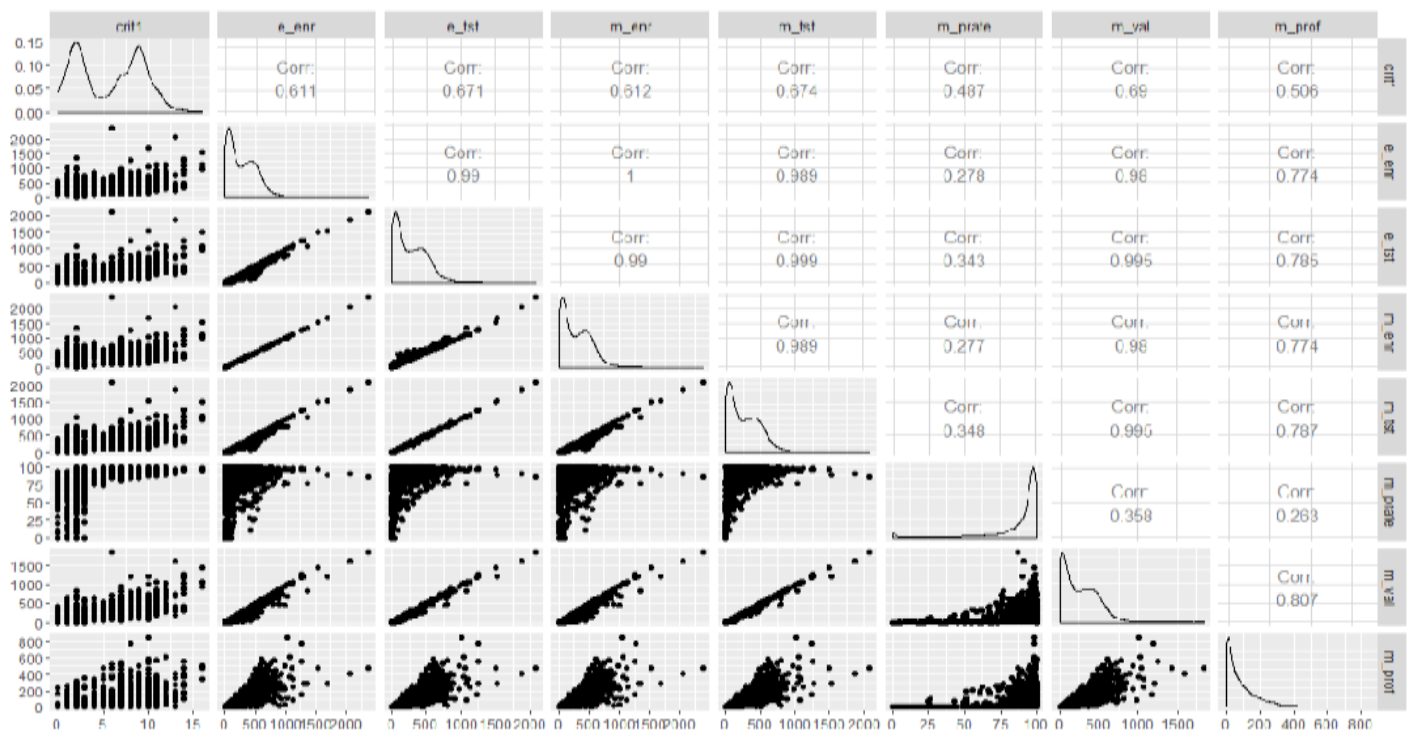 crit1 e_enr e_tst m_enr m_tst m_prate m_val m_prof
0.15
0.10
0.05
0.00
Corr: Corr: Corr: Corr: Corr: Corr: Corr:
0.611 0.671 0.612 0.674 0.487 0.69 0.506
2000
1500
1000
500
0
Corr: Corr: Corr: Corr: Corr: Corr:
0.99 1 0.989 0.278 0.98 0.774
e_enr
2000
1500
1000
500
0
Corr: Corr: Corr: Corr: Corr:
0.99 0.999 0.343 0.995 0.785
e_tst
2000
1500
1000
500
0
Corr: Corr: Corr: Corr:
0.989 0.277 0.98 0.774
m_enr
2000
1500
1000
500
0
Corr: Corr: Corr:
0.348 0.995 0.787
m_tst
100
75
50
25
0
Corr: Corr:
0.358 0.263
m_prate
1500
1000
500
0
Corr:
0.807
m_val
800
600
400
200
0
m_prof
0 5 10 15 0 500 1000 1500 2000 0 500 1000 1500 2000 0 500 1000 1500 2000 0 500 1000 1500 2000 0 25 50 75 100 0 500 1000 1500 0 200 400 600 800